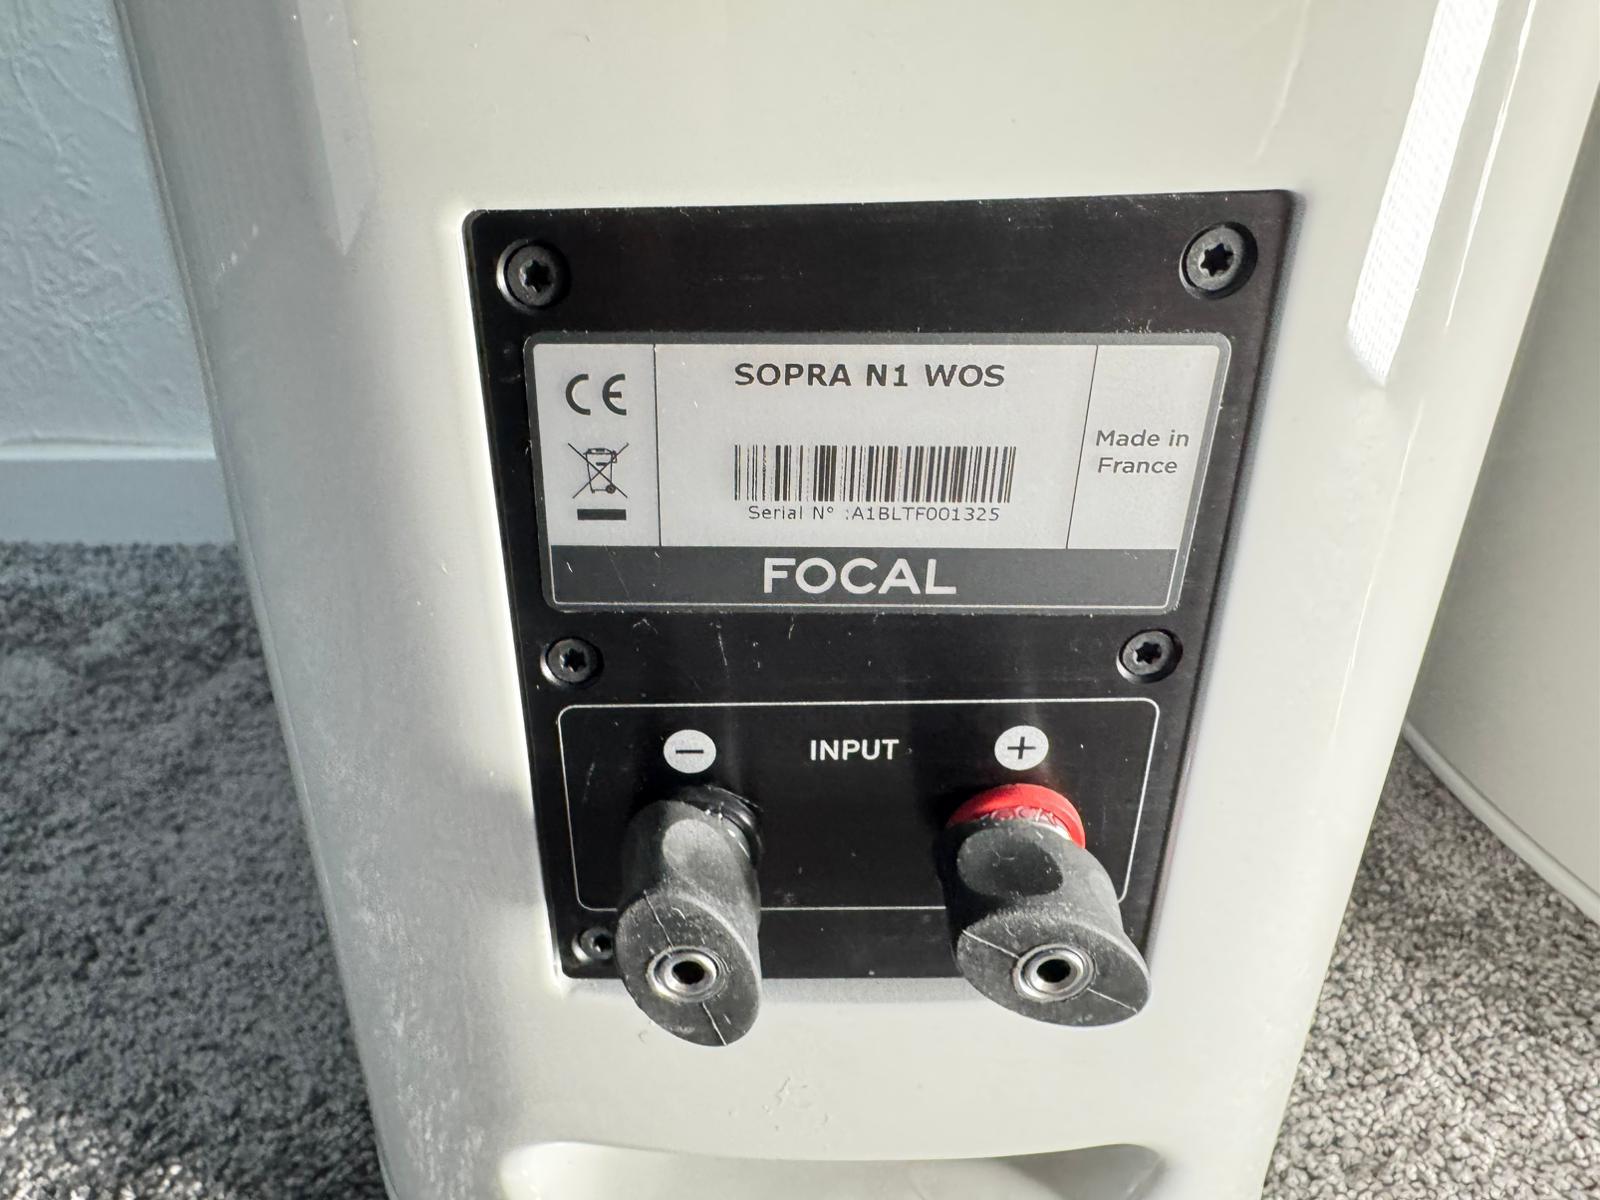 CE
SOPRA N1 WOS
Serial N° :A1BLTF001325
Made in
France
FOCAL
− INPUT +